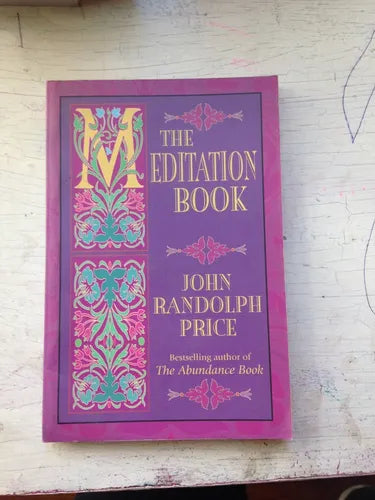 THE
MEDITATION
BOOK
JOHN
RANDOLPH
PRICE
Bestselling author of
The Abundance Book